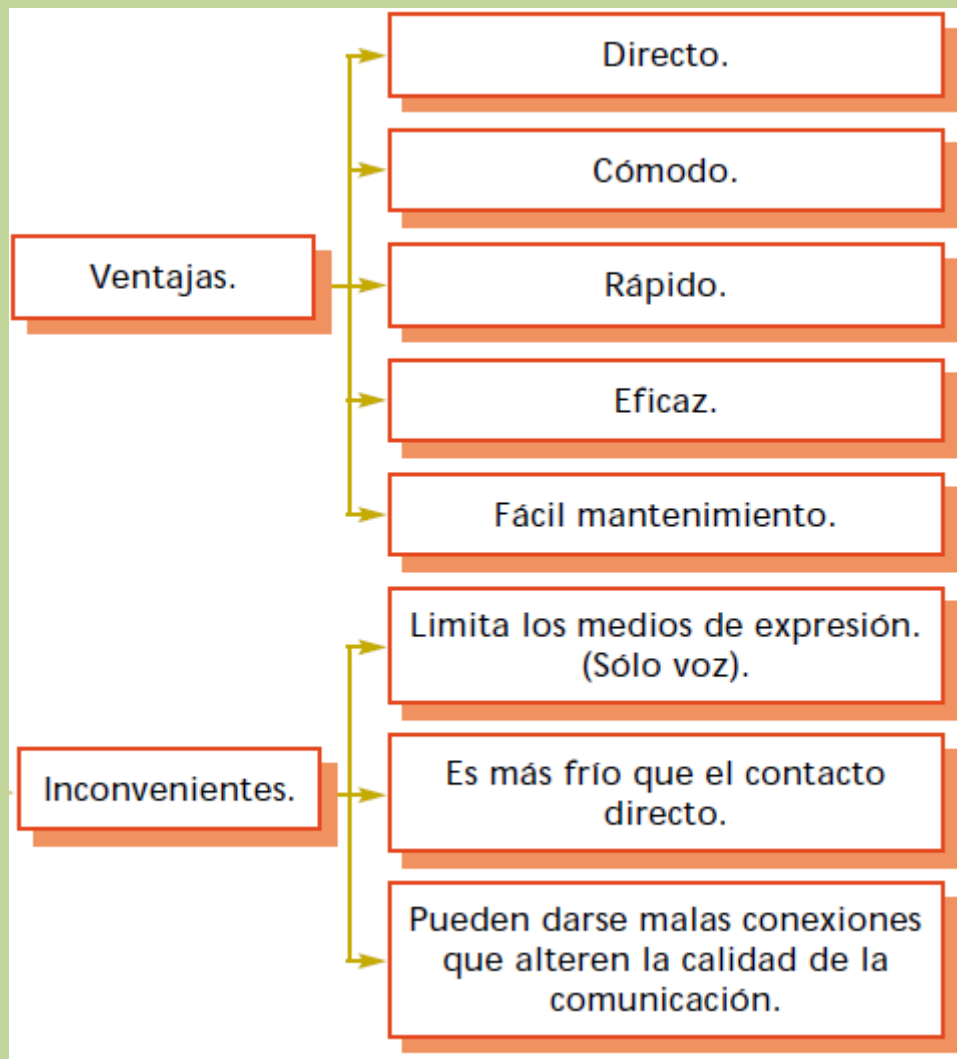 Ventajas.
Directo.
Cómodo.
Rápido.
Eficaz.
Fácil mantenimiento.
Inconvenientes.
Limita los medios de expresión.
(Sólo voz).
Es más frío que el contacto
directo.
Pueden darse malas conexiones
que alteren la calidad de la
comunicación.